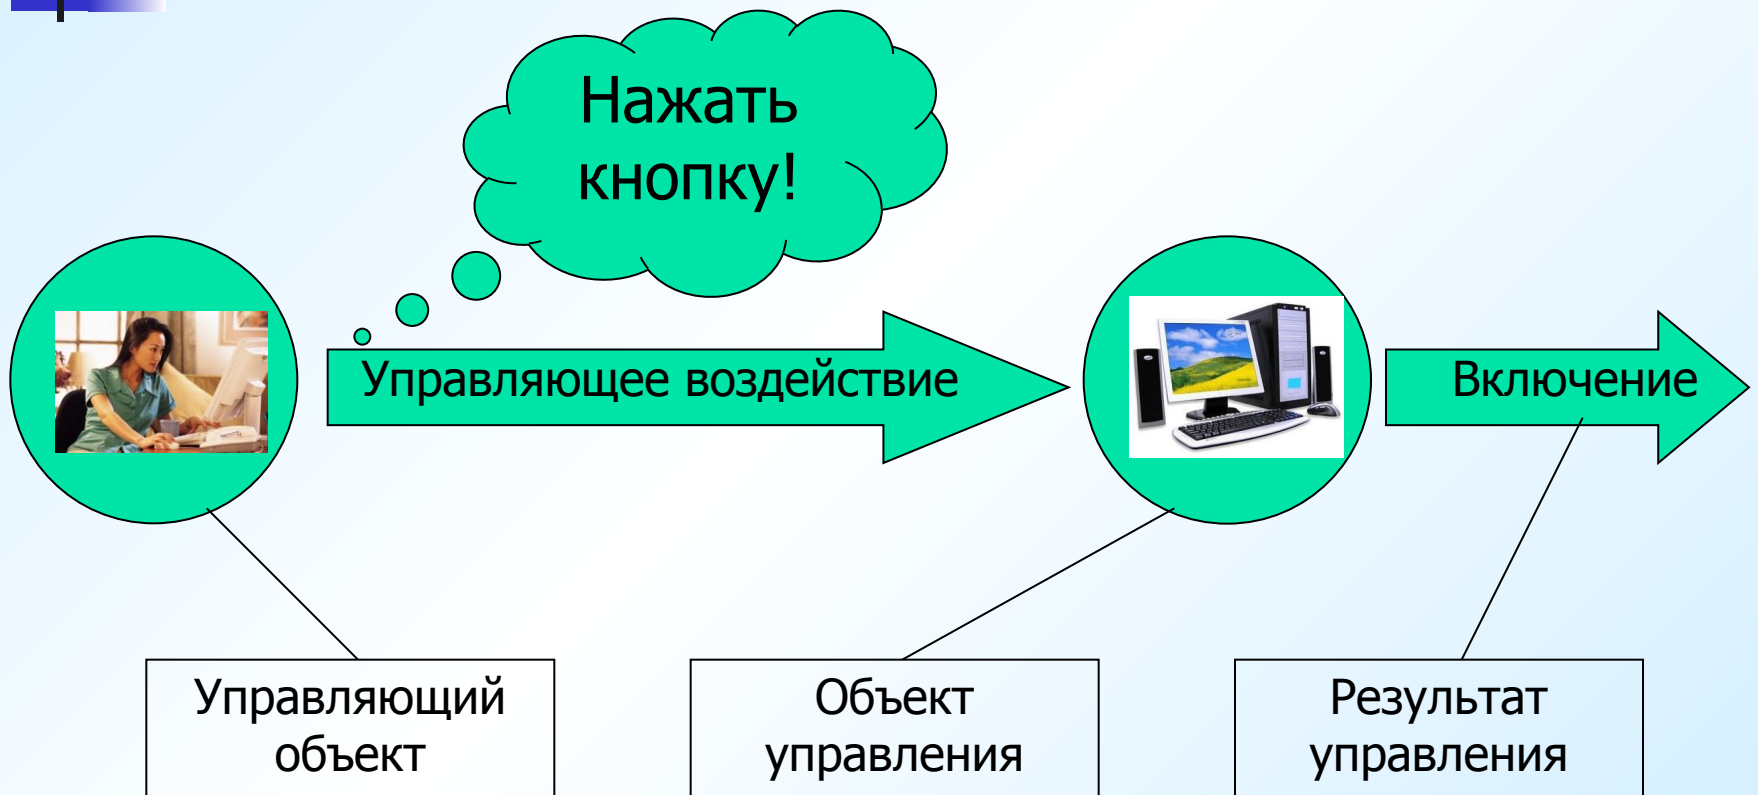 Нажать
кнопку!
Управляющее воздействие
Включение
Управляющий
объект
Объект
управления
Результат
управления